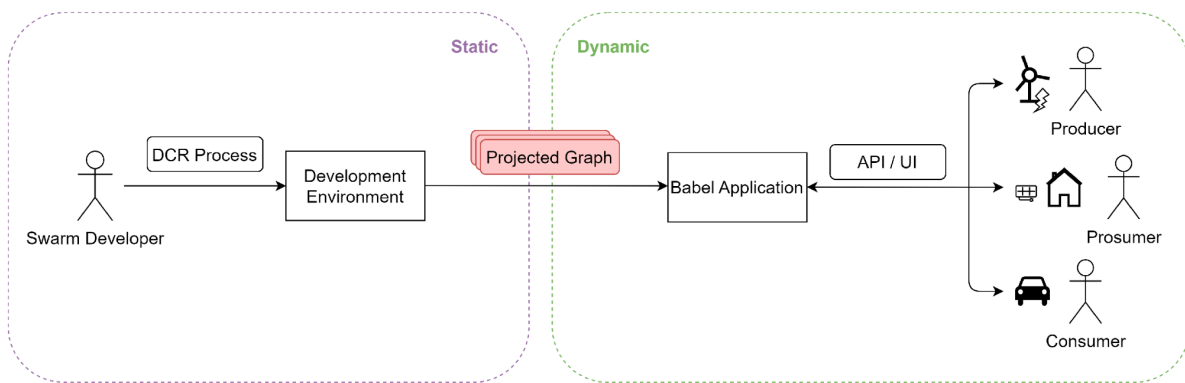 Static
Dynamic
DCR Process
Swarm Developer
Development
Environment
Projected Graph
Babel Application
API / UI
Producer
Prosumer
Consumer